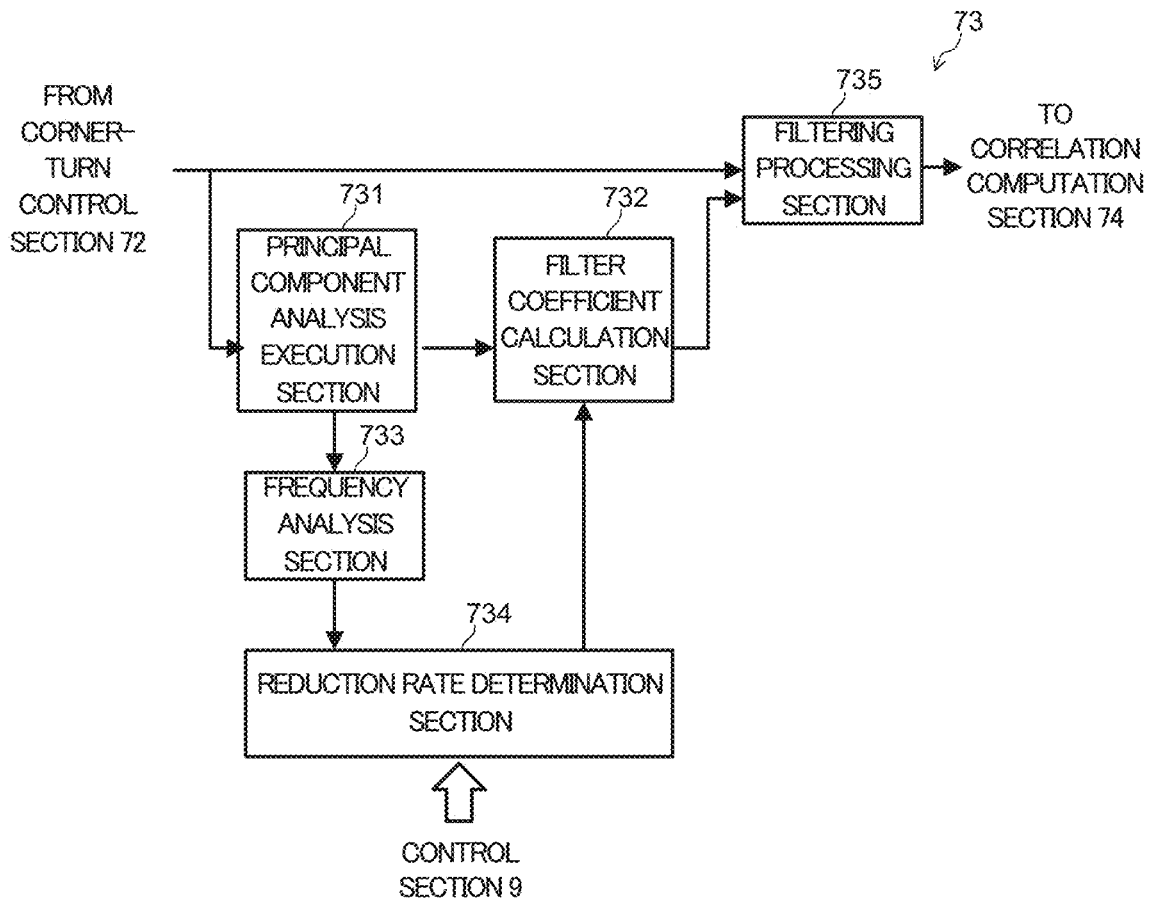 73
FROM
CORNER-
TURN
CONTROL
SECTION 72
735
FILTERING
PROCESSING
SECTION
TO
CORRELATION
COMPUTATION
SECTION 74
731
PRINCIPAL
COMPONENT
ANALYSIS
EXECUTION
SECTION
732
FILTER
COEFFICIENT
CALCULATION
SECTION
733
FREQUENCY
ANALYSIS
SECTION
734
REDUCTION RATE DETERMINATION
SECTION
CONTROL
SECTION 9